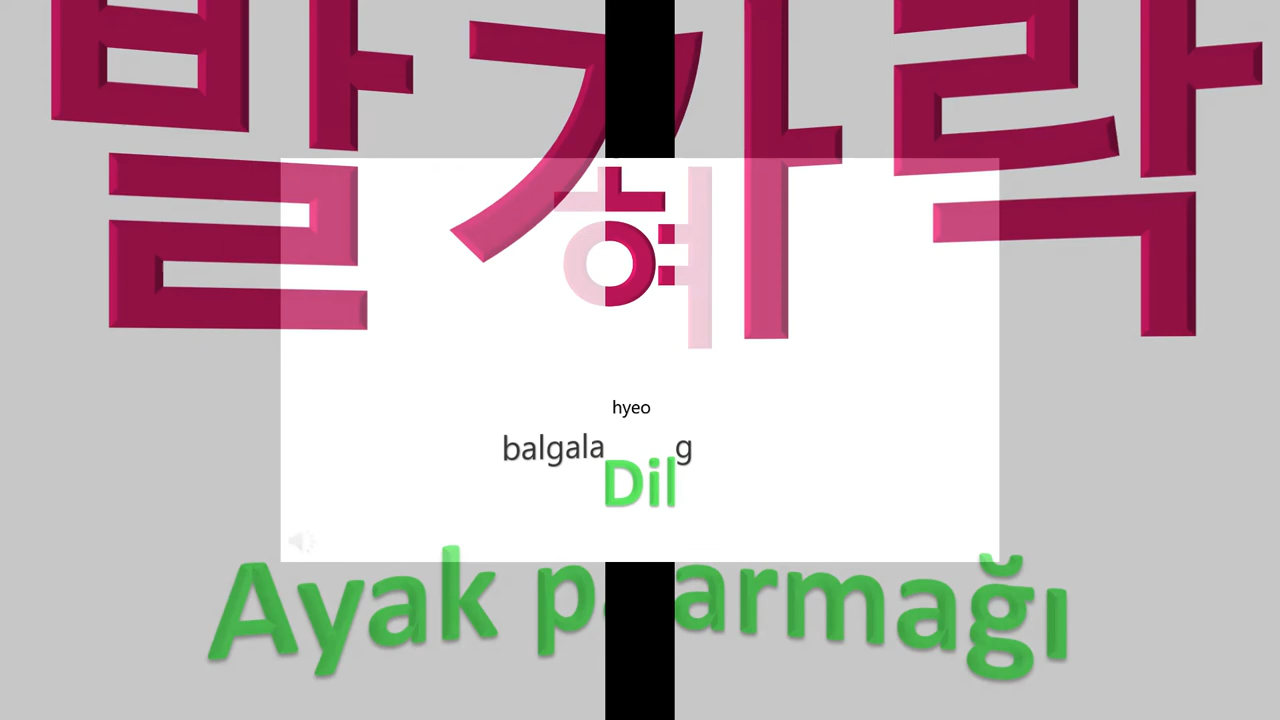 발가락
혀
hyeo
balgalag
Dil
Ayak parmağı